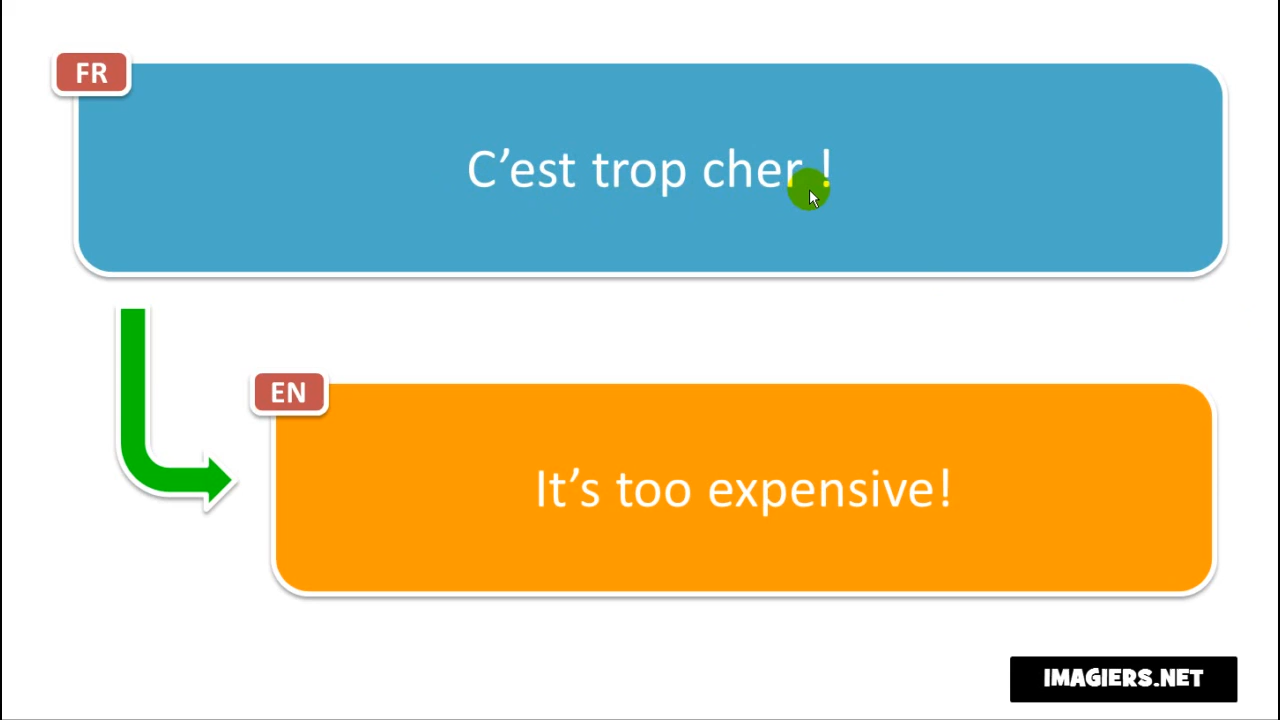 FR
C’est trop cher !
EN
It’s too expensive!
IMAGIERS.NET